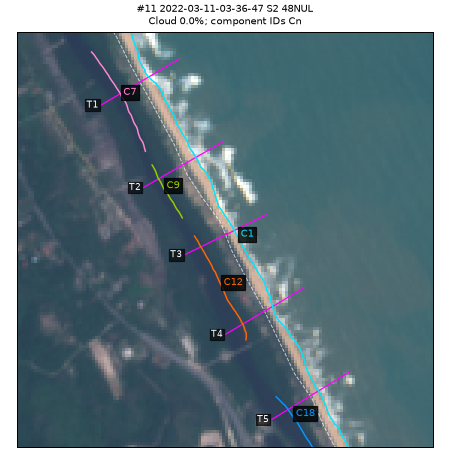 #11 2022-03-11-03-36-47 S2 48NUL
Cloud 0.0%; component IDs Cn
C7
T1
C9
T2
C1
T3
C12
T4
C18
T5